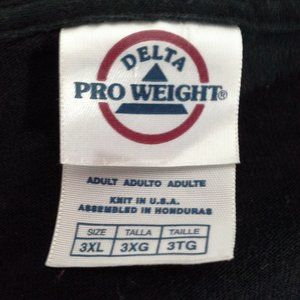 DELTA
PRO WEIGHT®
ADULT ADULTO ADULTE
KNIT IN U.S.A.
ASSEMBLED IN HONDURAS
SIZE TALLA TAILLE
3XL 3XG 3TG